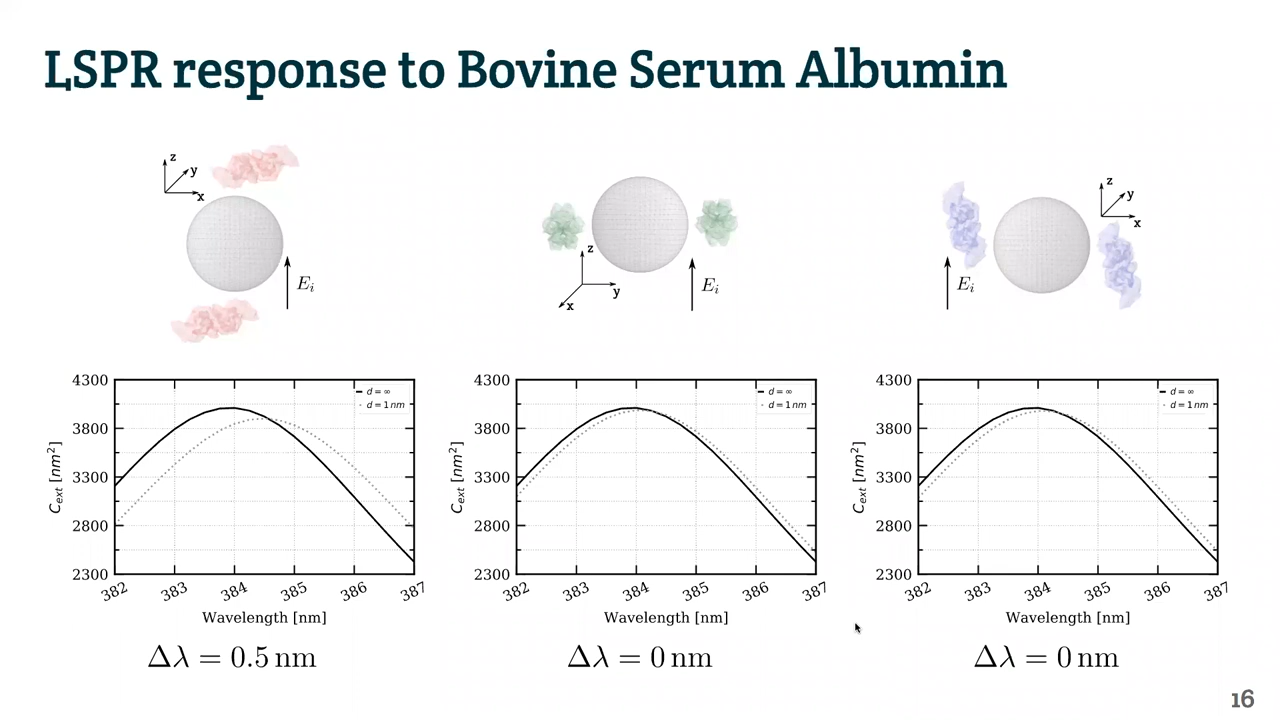 LSPR response to Bovine Serum Albumin
z
y
x
E_i
z
y
x
E_i
z
y
x
E_i
4300
3800
3300
2800
2300
C_ext [nm²]
d = ∞
d = 1 nm
382
383
384
385
386
387
Wavelength [nm]
Δλ = 0.5 nm
4300
3800
3300
2800
2300
C_ext [nm²]
d = ∞
d = 1 nm
382
383
384
385
386
387
Wavelength [nm]
Δλ = 0 nm
4300
3800
3300
2800
2300
C_ext [nm²]
d = ∞
d = 1 nm
382
383
384
385
386
387
Wavelength [nm]
Δλ = 0 nm
16